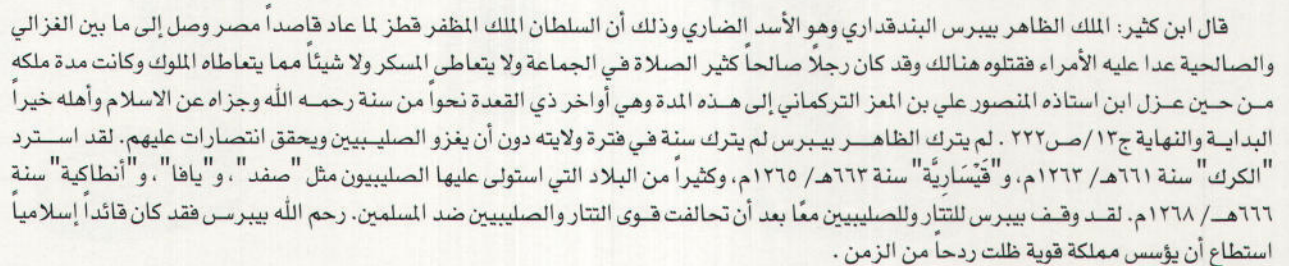 قال ابن كثير: الملك الظاهر بيبرس البندقداري وهو الأسد الضاري وذلك أن السلطان الملك المظفر قطز لما عاد قاصداً مصر وصل إلى ما بين الغزالي
والصالحية عدا عليه الأمراء فقتلوه هنالك وقد كان رجلاً صالحاً كثير الصلاة في الجماعة ولا يتعاطى المسكر ولا شيئاً مما يتعاطاه الملوك وكانت مدة ملكه
من حين عزل ابن استاذه المنصور علي بن المعز التركماني إلى هذه المدة وهي أواخر ذي القعدة نحواً من سنة رحمه الله وجزاه عن الاسلام وأهله خيراً
البداية والنهاية ج١٣/ص٢٢٢ . لم يترك الظاهر بيبرس لم يترك سنة في فترة ولايته دون أن يغزو الصليبيين ويحقق انتصارات عليهم. لقد استرد
"الكرك" سنة ٦٦١هـ/ ١٢٦٣م، و"قَيْسَارِيَّة" سنة ٦٦٣هـ/ ١٢٦٥م، وكثيراً من البلاد التي استولى عليها الصليبيون مثل "صفد"، و"يافا"، و"أنطاكية" سنة
٦٦٦هـ/ ١٢٦٨م. لقد وقف بيبرس للتتار وللصليبيين معًا بعد أن تحالفت قوى التتار والصليبيين ضد المسلمين. رحم الله بيبرس فقد كان قائداً إسلامياً
استطاع أن يؤسس مملكة قوية ظلت ردحاً من الزمن .